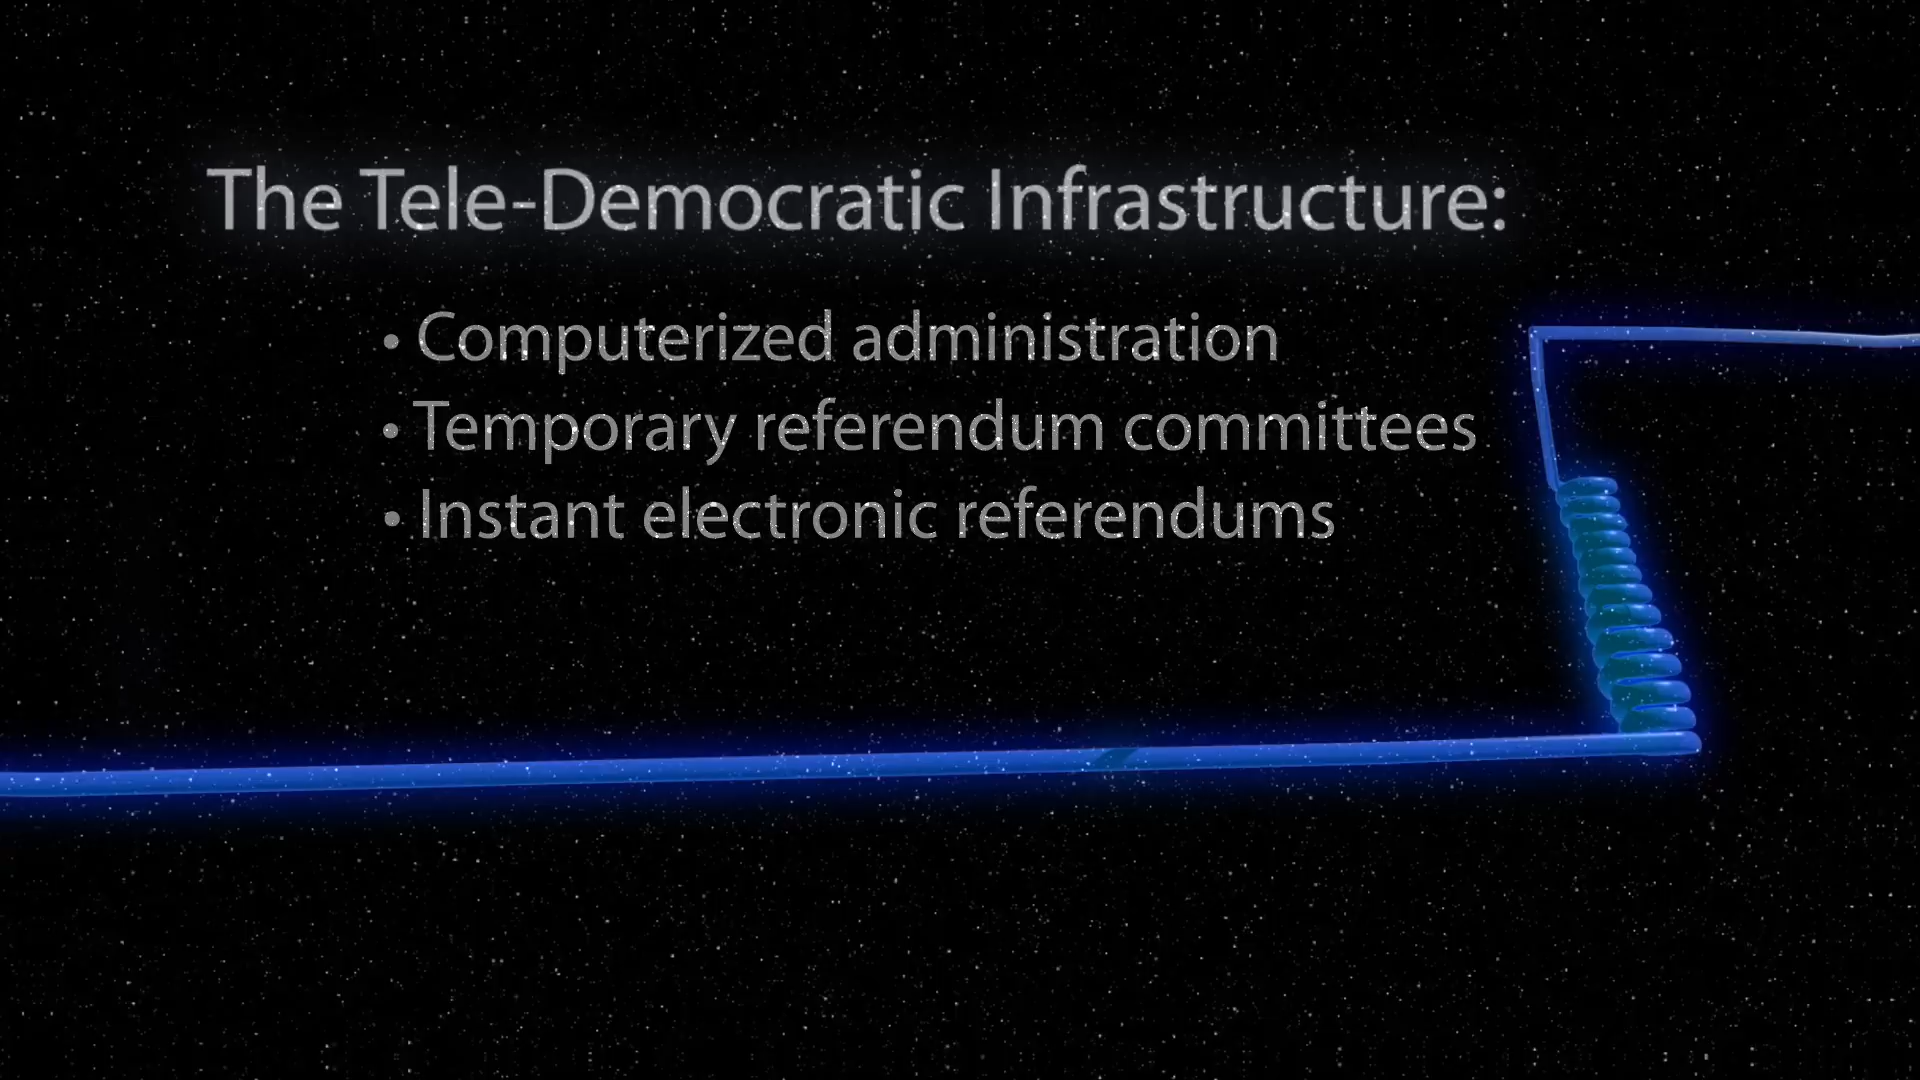 The Tele-Democratic Infrastructure:
• Computerized administration
• Temporary referendum committees
• Instant electronic referendums